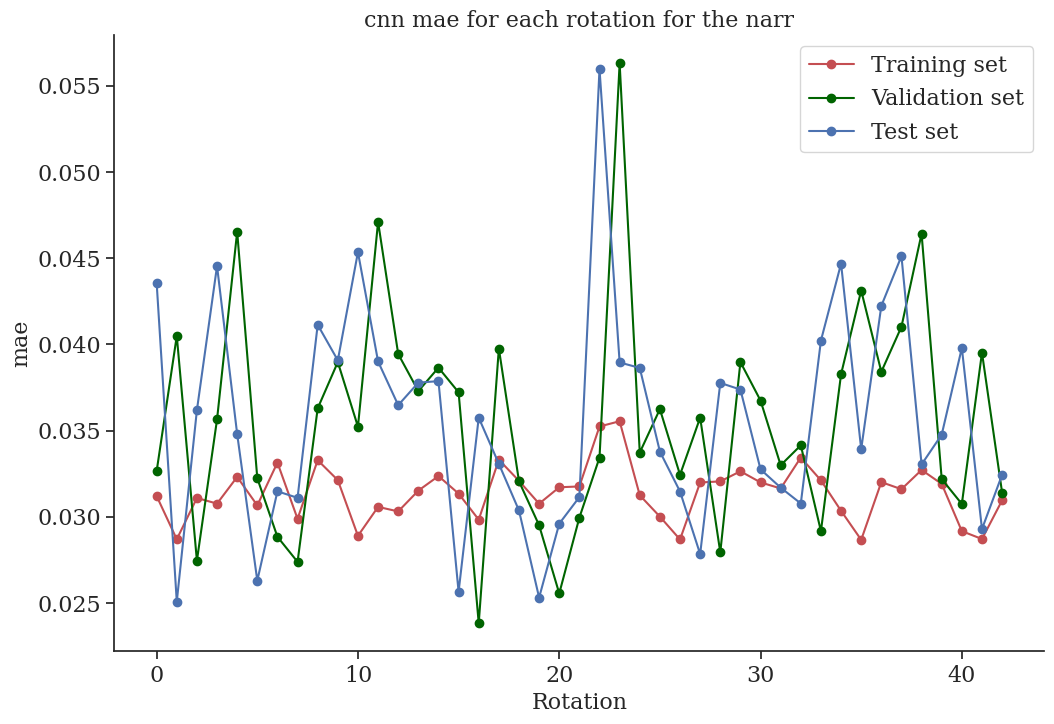 cnn mae for each rotation for the narr
Training set
Validation set
Test set
mae
0.055
0.050
0.045
0.040
0.035
0.030
0.025
0
10
20
30
40
Rotation